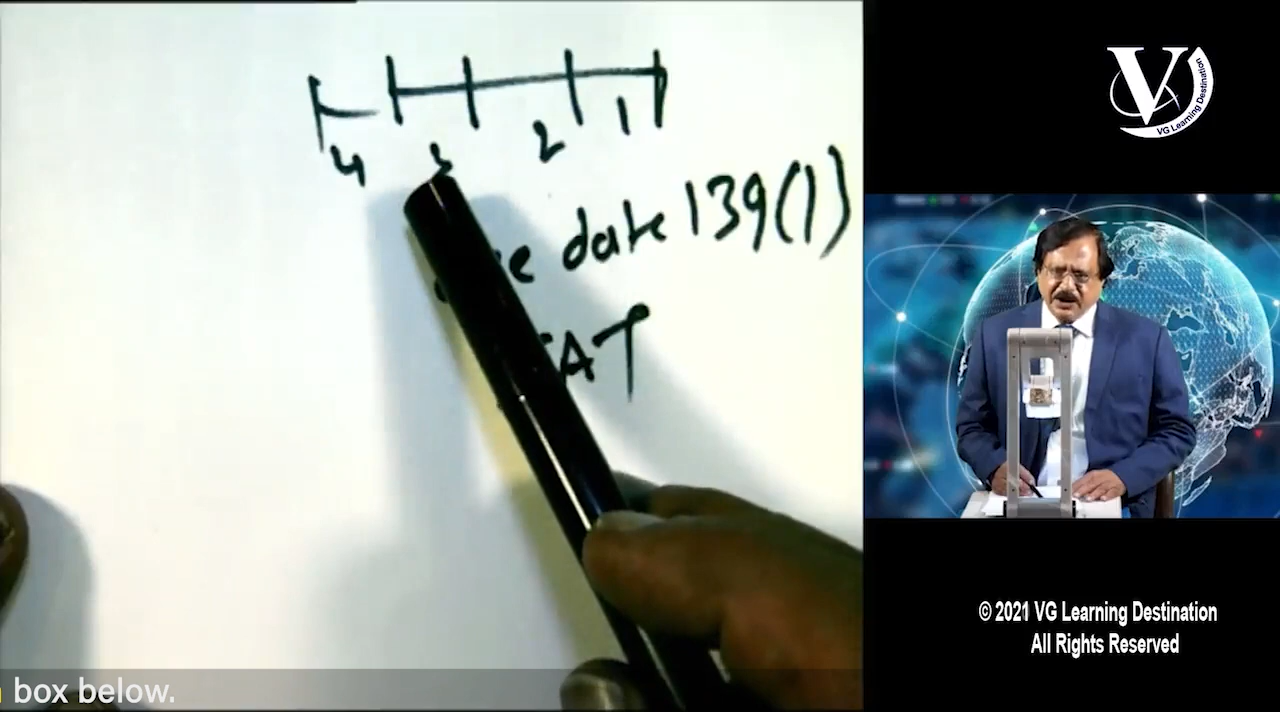 4 3 2 1
date 139(1)
AT
V
VG Learning Destination
© 2021 VG Learning Destination
All Rights Reserved
box below.